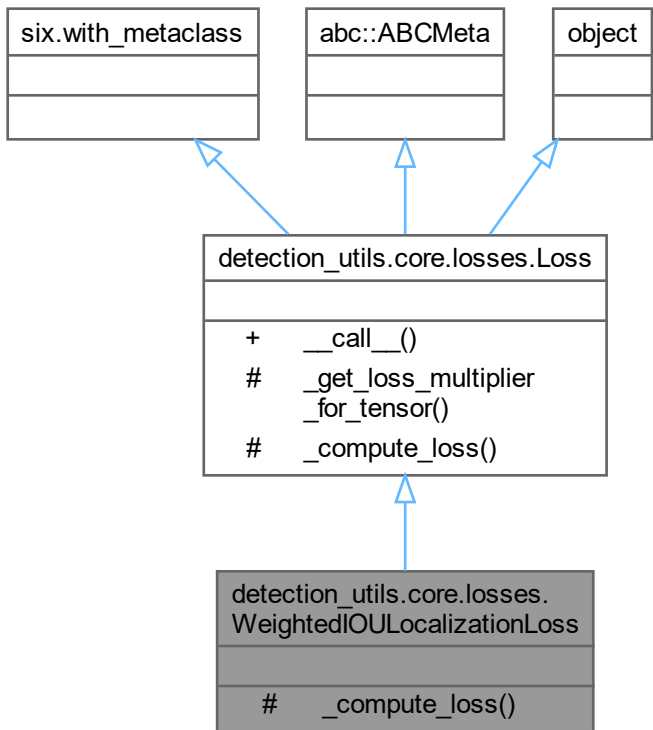 six.with_metaclass
abc::ABCMeta
object
detection_utils.core.losses.Loss
+ __call__()
# _get_loss_multiplier
_for_tensor()
# _compute_loss()
detection_utils.core.losses.
WeightedIOULocalizationLoss
# _compute_loss()